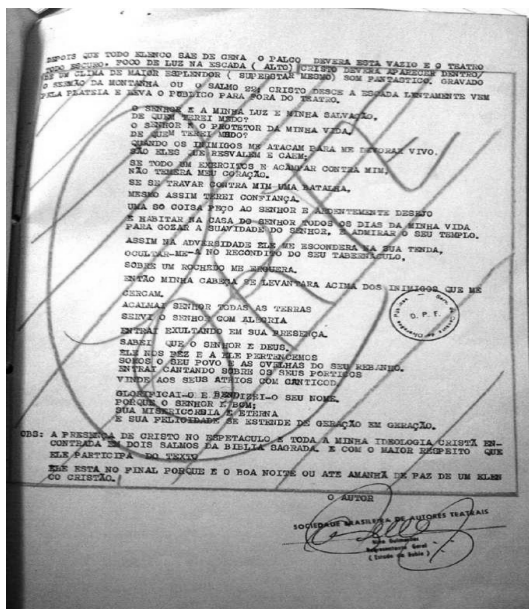 DEPOIS QUE TODO ELENCO SAE DE CENA O PALCO DEVERA ESTA VAZIO E O TEATRO
TODO ESCURO. FOCO DE LUZ NA ESCADA ( ALTO) CRISTO DEVERA APARECER DENTRO/
DE UM CLIMA DE MAIOR ESPLENDOR ( SUPERSTAR MESMO) SOM FANTASTICO. GRAVADO
O SERMÃO DA MONTANHA OU O SALMO 22; CRISTO DESCE A ESCADA LENTAMENTE VEM
PELA PLATEIA E LEVA O PUBLICO PARA FORA DO TEATRO.
O SENHOR E A MINHA LUZ E MINHA SALVAÇÃO,
DE QUEM TEREI MEDO?
O SENHOR E O PROTETOR DA MINHA VIDA,
DE QUEM TEREI MEDO?
QUANDO OS INIMIGOS ME ATACAM PARA ME DEVORAR VIVO.
SÃO ELES QUE RESVALEM E CAEM;
SE TODO UM EXERCITOS E ACAMPAR CONTRA MIM,
NÃO TEMERA MEU CORAÇÃO.
SE SE TRAVAR CONTRA MIM UMA BATALHA.
MESMO ASSIM TEREI CONFIANÇA.
UMA SO COISA PEÇO AO SENHOR E ARDENTEMENTE DESEJO
E HABITAR NA CASA DO SENHOR TODOS OS DIAS DA MINHA VIDA
PARA GOZAR A SUAVIDADE DO SENHOR. E ADMIRAR O SEU TEMPLO.
ASSIM NA ADVERSIDADE ELE ME ESCONDERA NA SUA TENDA,
OCULTAR-ME-A NO RECONDITO DO SEU TABERNACULO,
SOBRE UM ROCHEDO ME ERGUERA.
ENTÃO MINHA CABEÇA SE LEVANTARA ACIMA DOS INIMIGOS QUE ME
CERCAM.
ACALMAI SENHOR TODAS AS TERRAS
SERVI O SENHOR COM ALEGRIA
ENTRAI EXULTANDO EM SUA PRESENÇA.
SABEI QUE O SENHOR E DEUS.
ELE NOS FEZ E A ELE PERTENCEMOS
SOMOS O SEU POVO E AS OVELHAS DO SEU REBANHO.
ENTRAI CANTANDO SOBRE OS SEUS PORTICOS
VINDE AOS SEUS ATRIOS COM CANTICOD.
GLORIFICAI-O E BENDIZEI-O SEU NOME.
PORQUE O SENHOR E BOM;
SUA MISERICORDIA E ETERNA
E SUA FELICIDADE SE ESTENDE DE GERAÇÃO EM GERAÇÃO.
OBS: A PRESENÇA DE CRISTO NO ESPETACULO E TODA A MINHA IDEOLOGIA CRISTÃ EN-
CONTRADA EM DOIS SALMOS DA BIBLIA SAGRADA. E COM O MAIOR RESPEITO QUE
ELE PARTICIPA DO TEXTO
ELE ESTA NO FINAL PORQUE E O BOA NOITE OU ATE AMANHÃ DE PAZ DE UM ELEN
CO CRISTÃO.
O AUTOR
SOCIEDADE BRASILEIRA DE AUTORES TEATRAIS
Representante Geral
( Estado da Bahia )